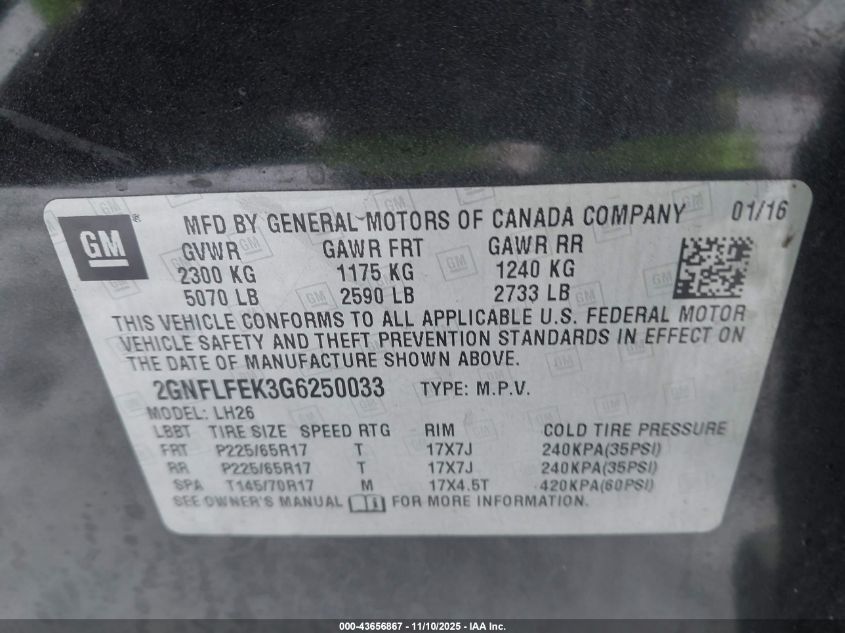 GM ® MFD BY GENERAL MOTORS OF CANADA COMPANY 01/16
GVWR GAWR FRT GAWR RR
2300 KG 1175 KG 1240 KG
5070 LB 2590 LB 2733 LB
THIS VEHICLE CONFORMS TO ALL APPLICABLE U.S. FEDERAL MOTOR
VEHICLE SAFETY AND THEFT PREVENTION STANDARDS IN EFFECT ON
THE DATE OF MANUFACTURE SHOWN ABOVE.
2GNFLFEK3G6250033 TYPE: M.P.V.
MODEL: LH26
LBBT TIRE SIZE SPEED RTG RIM COLD TIRE PRESSURE
FRT P225/65R17 T 17X7J 240KPA(35PSI)
RR P225/65R17 T 17X7J 240KPA(35PSI)
SPA T145/70R17 M 17X4.5T 420KPA(60PSI)
SEE OWNER'S MANUAL FOR MORE INFORMATION.
000-43656867 - 11/10/2025 - IAA Inc.